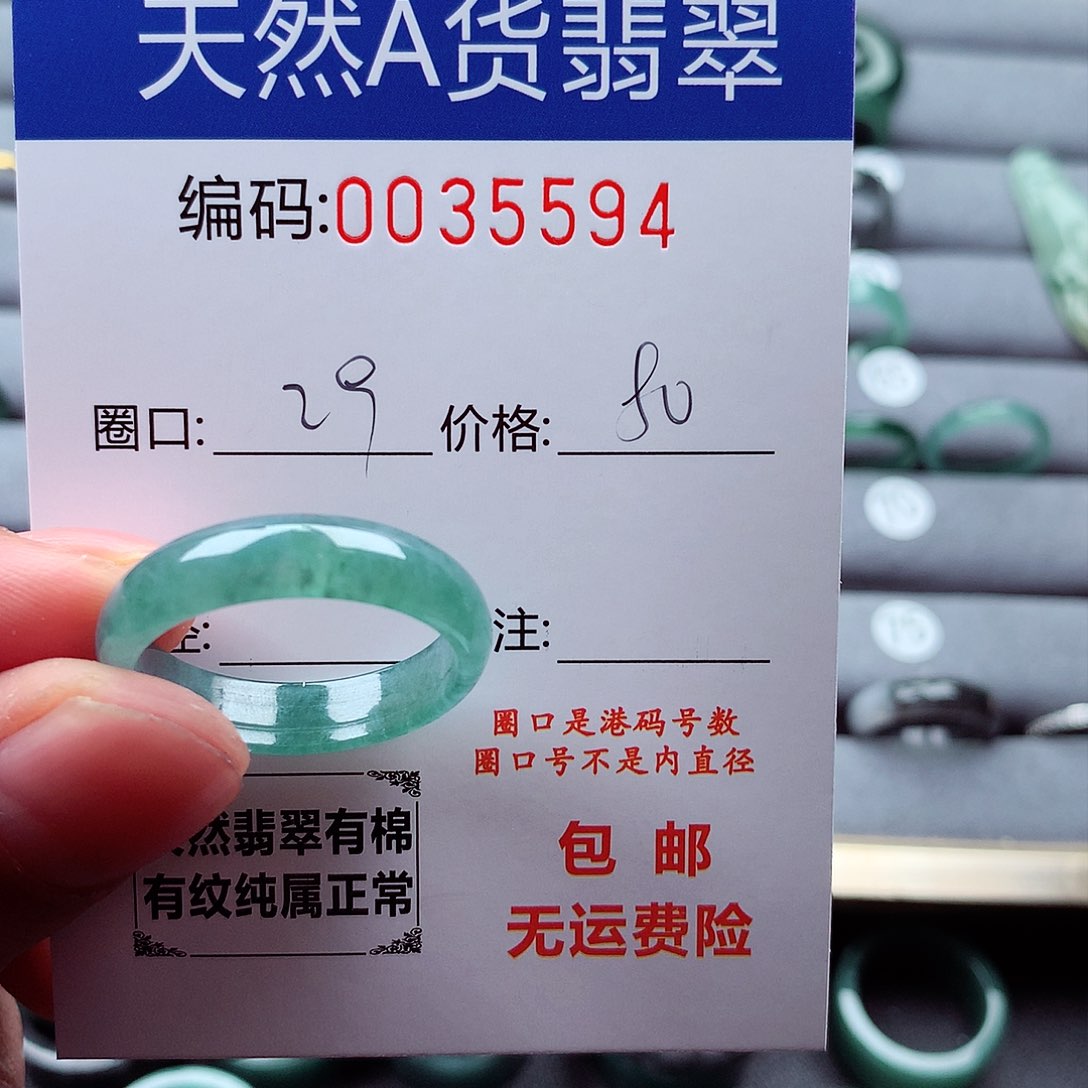 天然A货翡翠
编码:0035594
圈口: 29 价格: 80
注:
圈口是港码号数
圈口号不是内直径
然翡翠有棉
有纹纯属正常
包 邮
无运费险